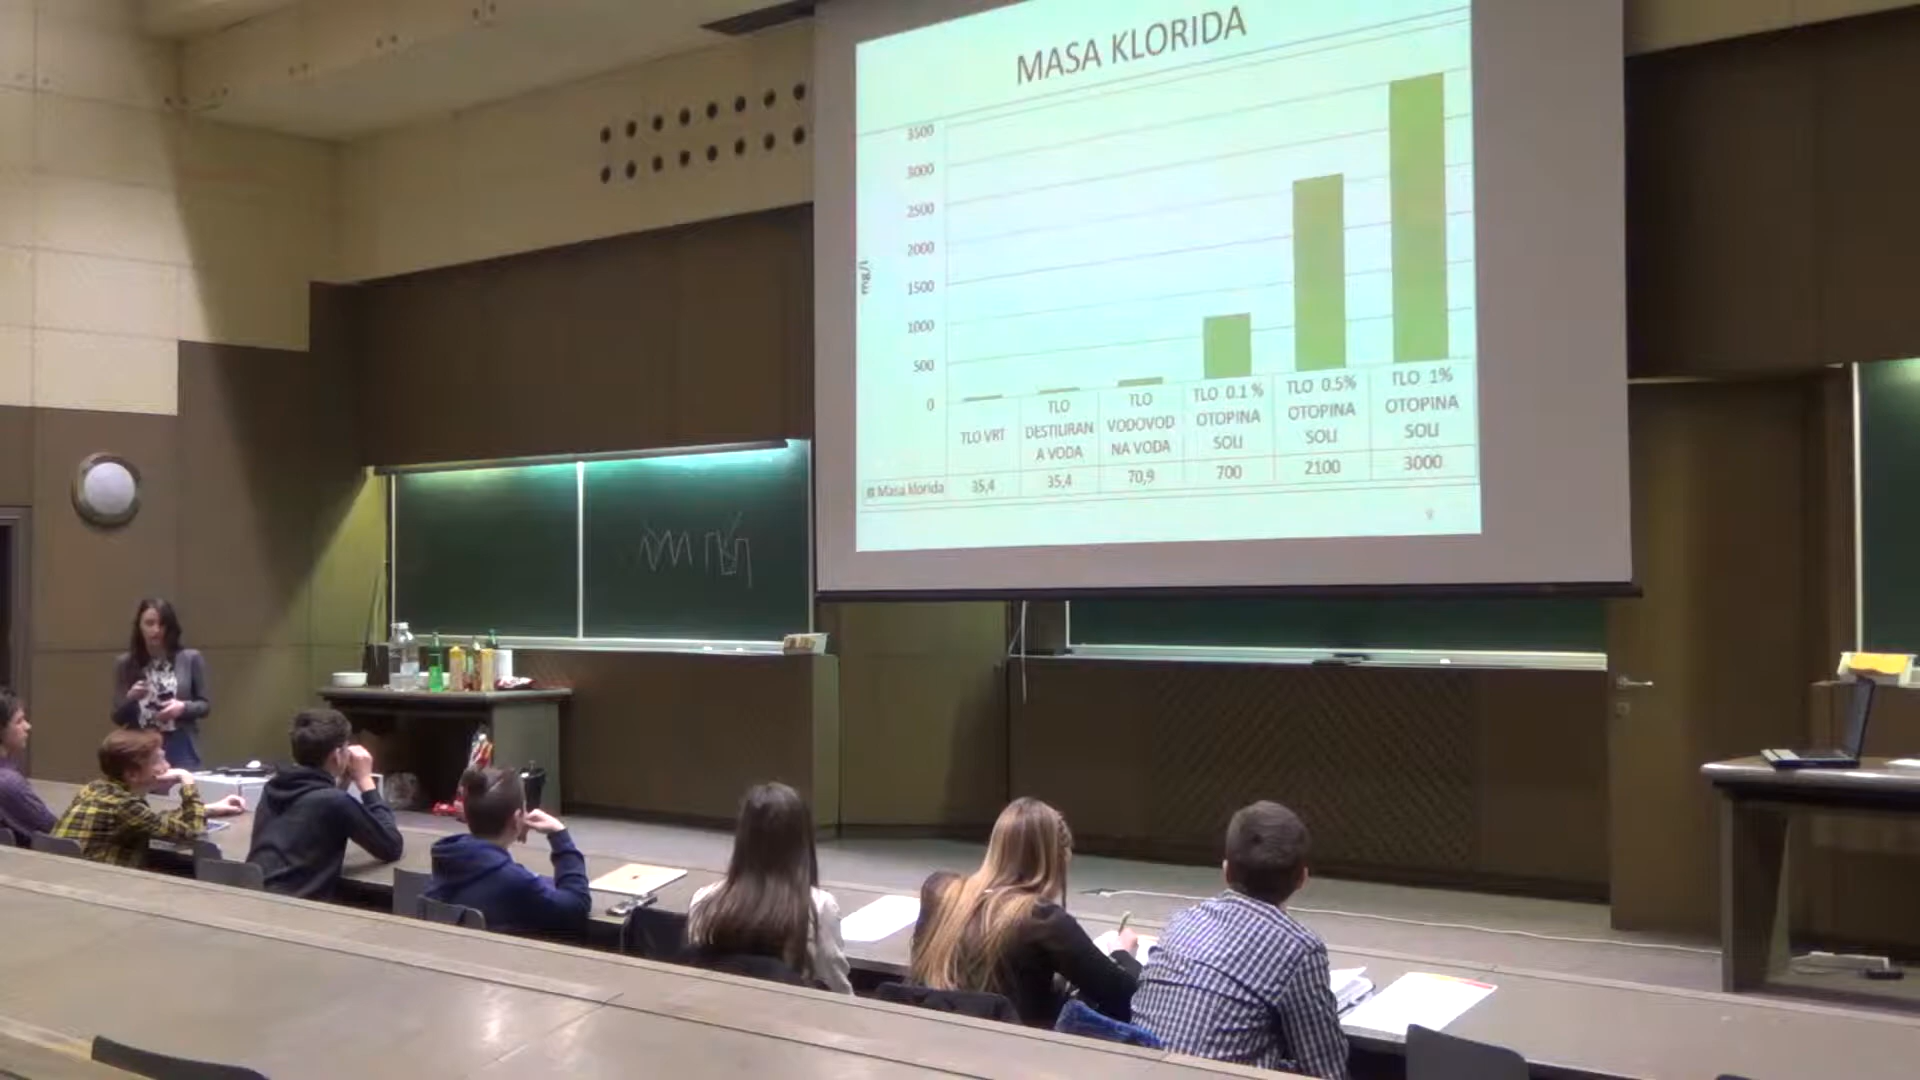 MASA KLORIDA
3500
3000
2500
2000
1500
1000
500
0
mg/l
TLO VRT
TLO
DESTILIRAN
A VODA
TLO
VODOVOD
NA VODA
TLO 0.1 %
OTOPINA
SOLI
TLO 0.5%
OTOPINA
SOLI
TLO 1%
OTOPINA
SOLI
Masa klorida 35,4 35,4 70,9 700 2100 3000
9